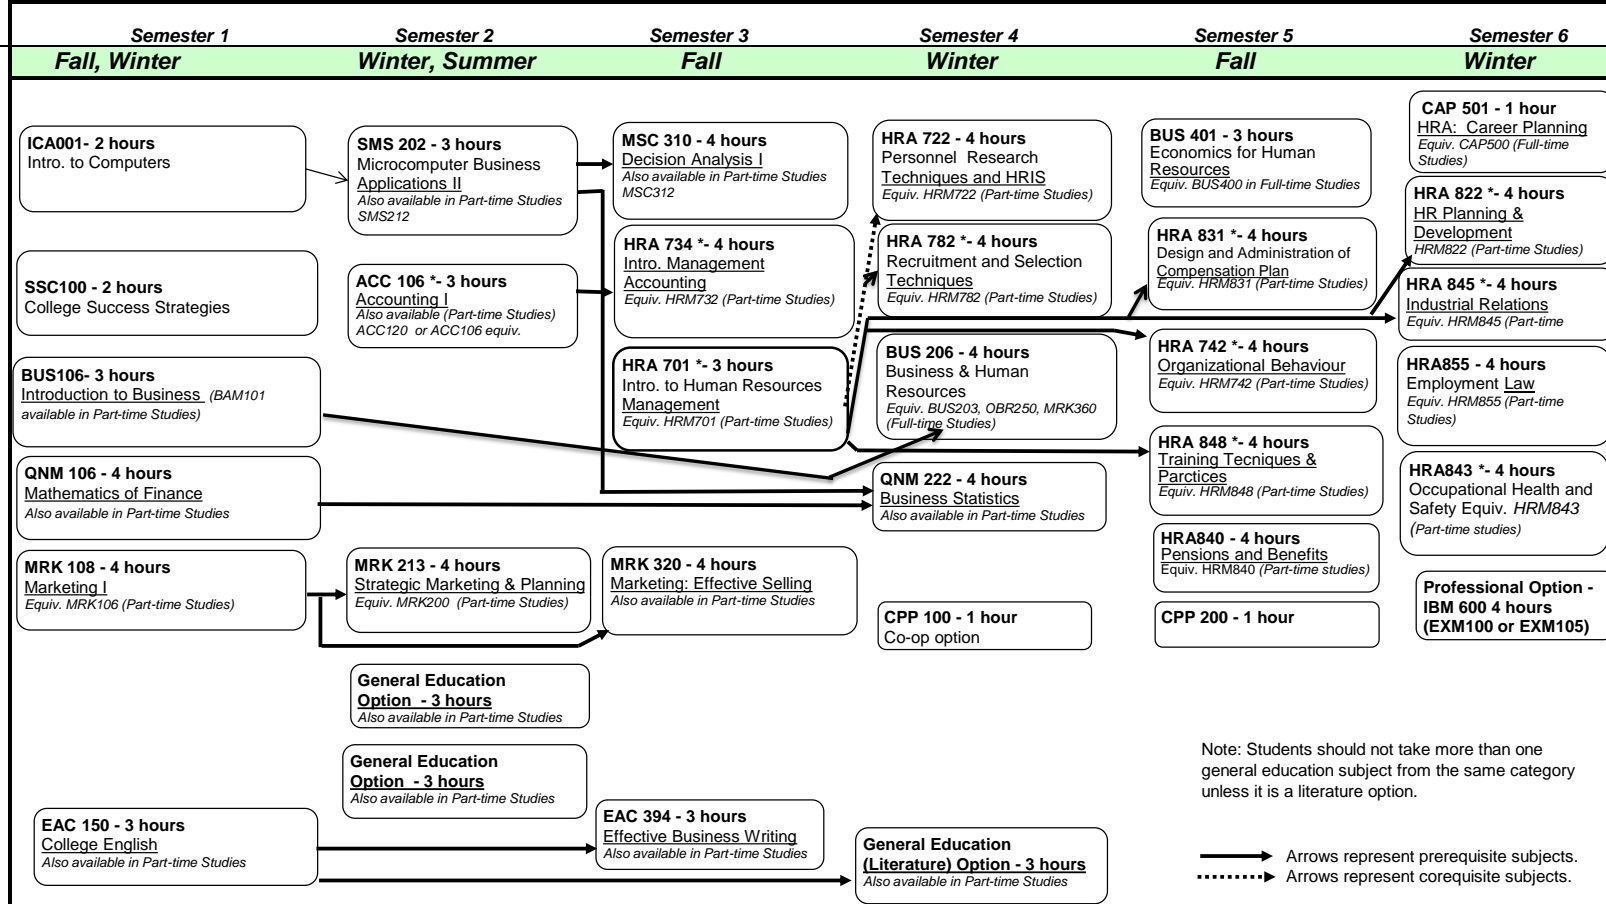 Semester 1
Semester 2
Semester 3
Semester 4
Semester 5
Semester 6
Fall, Winter
Winter, Summer
Fall
Winter
Fall
Winter
ICA001- 2 hours
Intro. to Computers
SSC100 - 2 hours
College Success Strategies
BUS106- 3 hours
Introduction to Business (BAM101
available in Part-time Studies)
QNM 106 - 4 hours
Mathematics of Finance
Also available in Part-time Studies
MRK 108 - 4 hours
Marketing I
Equiv. MRK106 (Part-time Studies)
EAC 150 - 3 hours
College English
Also available in Part-time Studies
SMS 202 - 3 hours
Microcomputer Business
Applications II
Also available in Part-time Studies
SMS212
ACC 106 *- 3 hours
Accounting I
Also available (Part-time Studies)
ACC120 or ACC106 equiv.
MRK 213 - 4 hours
Strategic Marketing & Planning
Equiv. MRK200 (Part-time Studies)
General Education
Option - 3 hours
Also available in Part-time Studies
General Education
Option - 3 hours
Also available in Part-time Studies
MSC 310 - 4 hours
Decision Analysis I
Also available in Part-time Studies
MSC312
HRA 734 *- 4 hours
Intro. Management
Accounting
Equiv. HRM732 (Part-time Studies)
HRA 701 *- 3 hours
Intro. to Human Resources
Management
Equiv. HRM701 (Part-time Studies)
MRK 320 - 4 hours
Marketing: Effective Selling
Also available in Part-time Studies
EAC 394 - 3 hours
Effective Business Writing
Also available in Part-time Studies
HRA 722 - 4 hours
Personnel Research
Techniques and HRIS
Equiv. HRM722 (Part-time Studies)
HRA 782 *- 4 hours
Recruitment and Selection
Techniques
Equiv. HRM782 (Part-time Studies)
BUS 206 - 4 hours
Business & Human
Resources
Equiv. BUS203, OBR250, MRK360
(Full-time Studies)
QNM 222 - 4 hours
Business Statistics
Also available in Part-time Studies
CPP 100 - 1 hour
Co-op option
General Education
(Literature) Option - 3 hours
Also available in Part-time Studies
BUS 401 - 3 hours
Economics for Human
Resources
Equiv. BUS400 in Full-time Studies
HRA 831 *- 4 hours
Design and Administration of
Compensation Plan
Equiv. HRM831 (Part-time Studies)
HRA 742 *- 4 hours
Organizational Behaviour
Equiv. HRM742 (Part-time Studies)
HRA 848 *- 4 hours
Training Tecniques &
Parctices
Equiv. HRM848 (Part-time Studies)
HRA840 - 4 hours
Pensions and Benefits
Equiv. HRM840 (Part-time studies)
CPP 200 - 1 hour
CAP 501 - 1 hour
HRA: Career Planning
Equiv. CAP500 (Full-time
Studies)
HRA 822 *- 4 hours
HR Planning &
Development
HRM822 (Part-time Studies)
HRA 845 *- 4 hours
Industrial Relations
Equiv. HRM845 (Part-time
HRA855 - 4 hours
Employment Law
Equiv. HRM855 (Part-time
Studies)
HRA843 *- 4 hours
Occupational Health and
Safety Equiv. HRM843
(Part-time studies)
Professional Option -
IBM 600 4 hours
(EXM100 or EXM105)
Note: Students should not take more than one
general education subject from the same category
unless it is a literature option.
Arrows represent prerequisite subjects.
Arrows represent corequisite subjects.